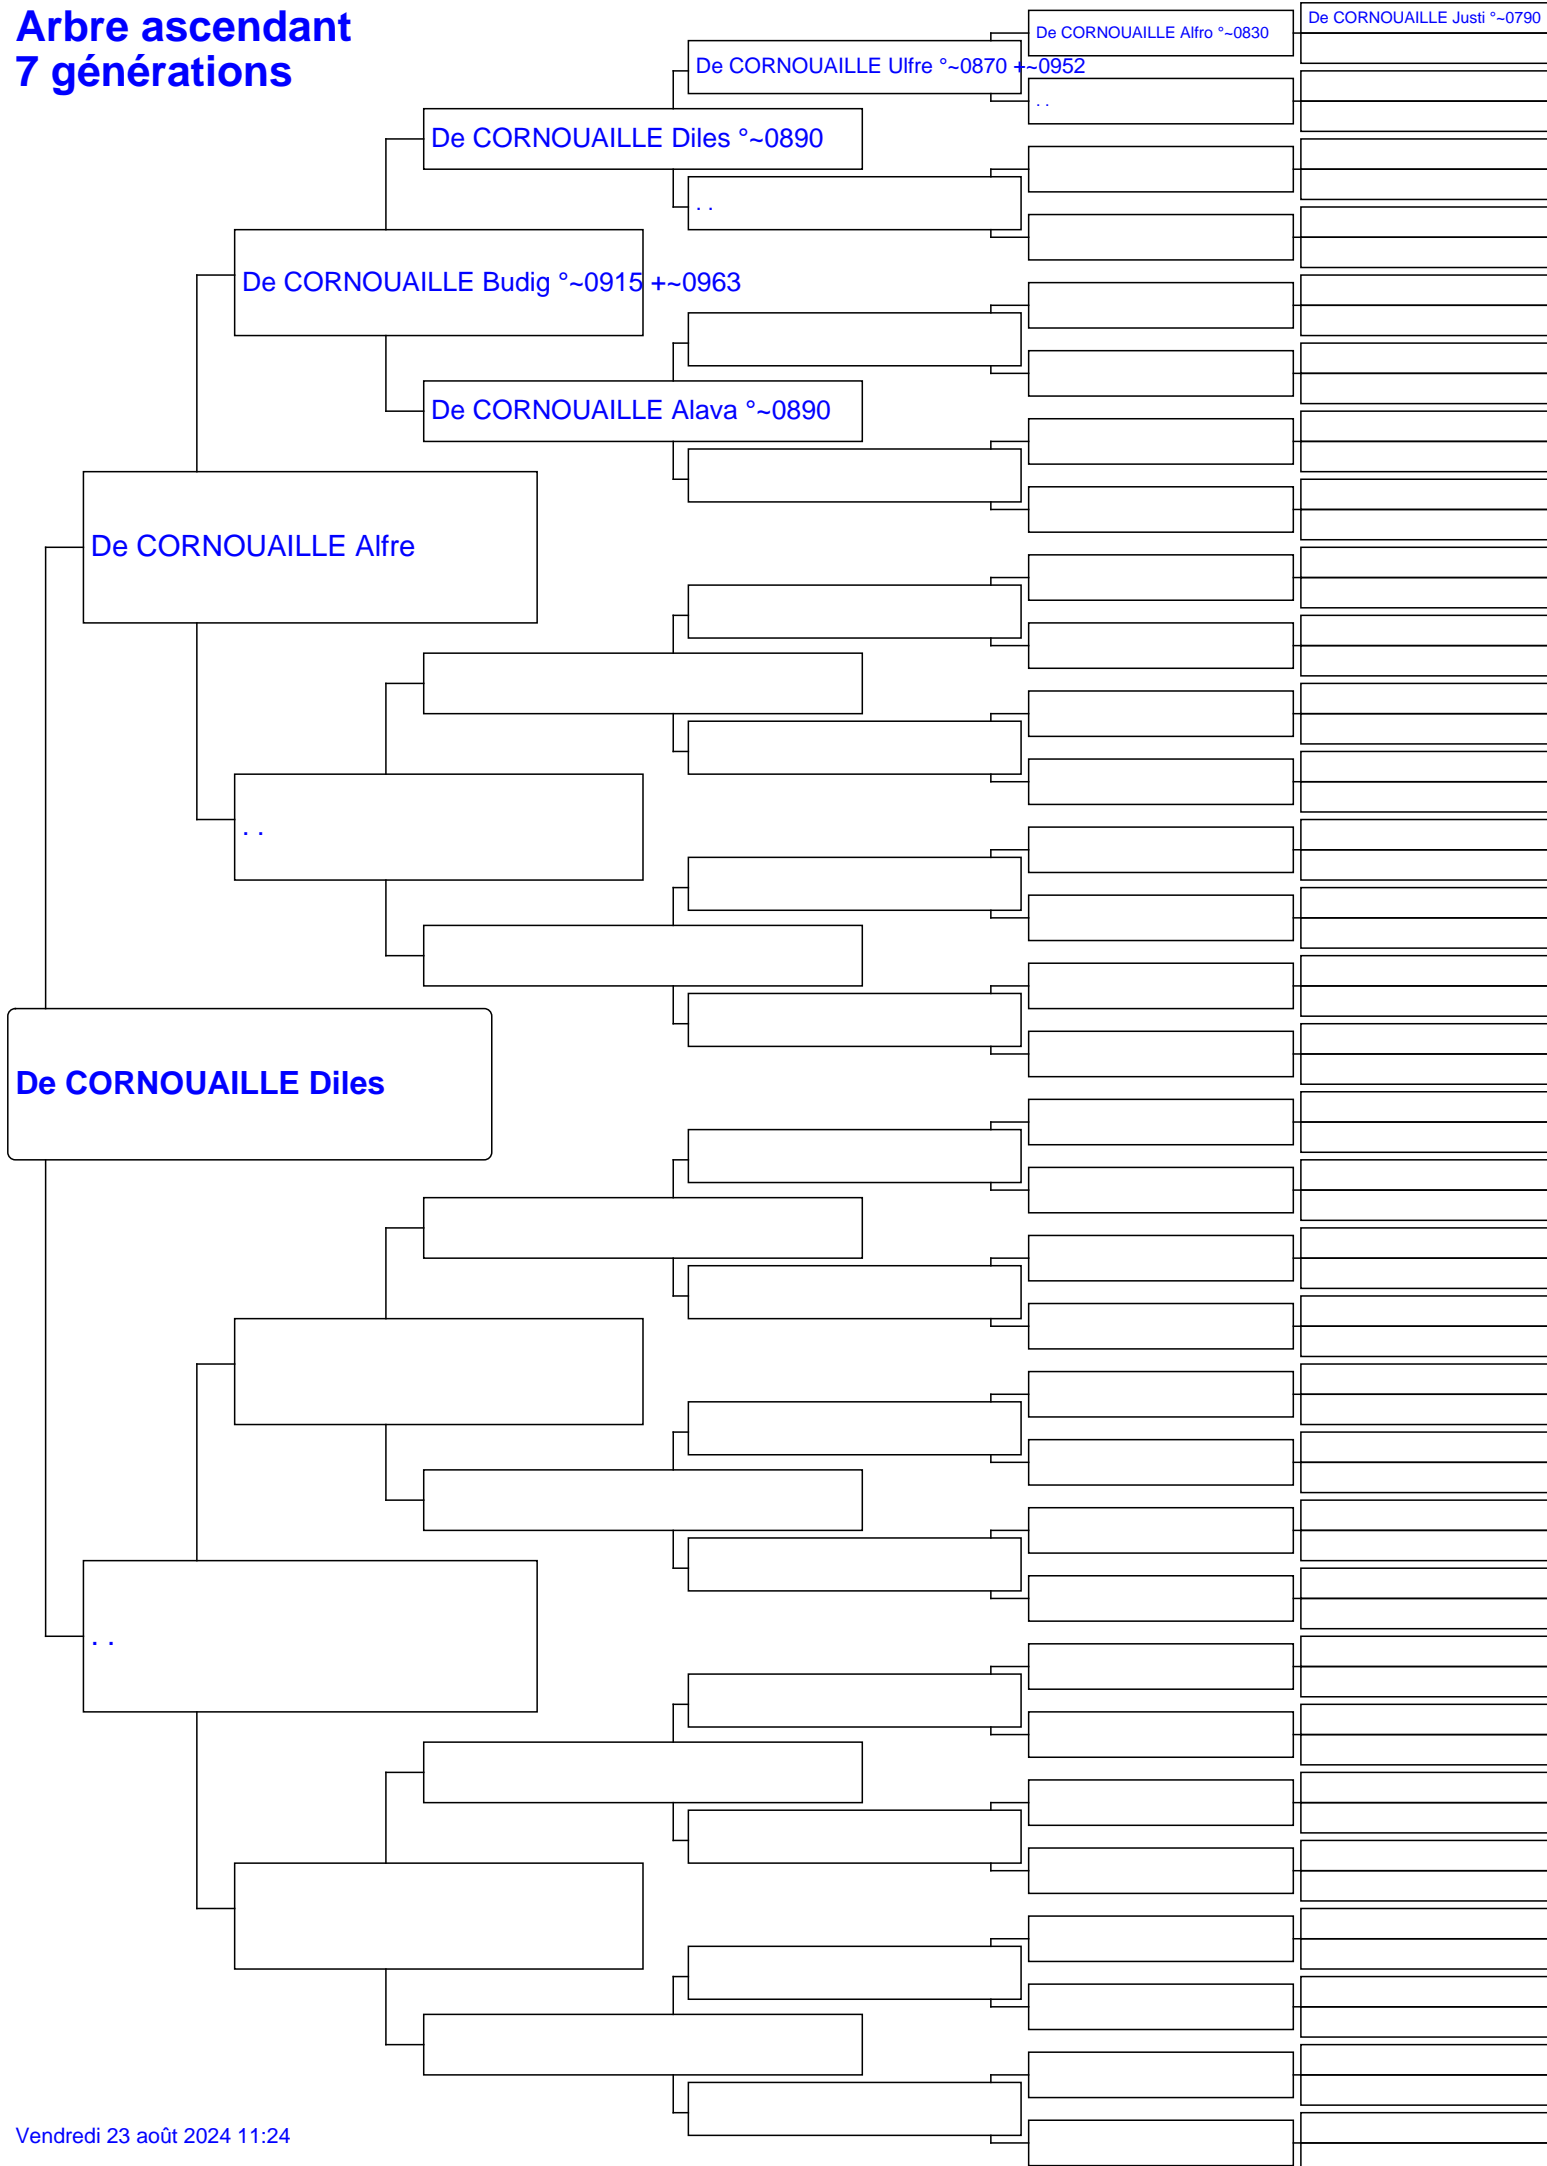 Arbre ascendant
7 générations
De CORNOUAILLE Justi °~0790
De CORNOUAILLE Alfro °~0830
De CORNOUAILLE Ulfre °~0870 +~0952
. .
De CORNOUAILLE Diles °~0890
. .
De CORNOUAILLE Budig °~0915 +~0963
De CORNOUAILLE Alava °~0890
De CORNOUAILLE Alfre
. .
De CORNOUAILLE Diles
. .
Vendredi 23 août 2024 11:24